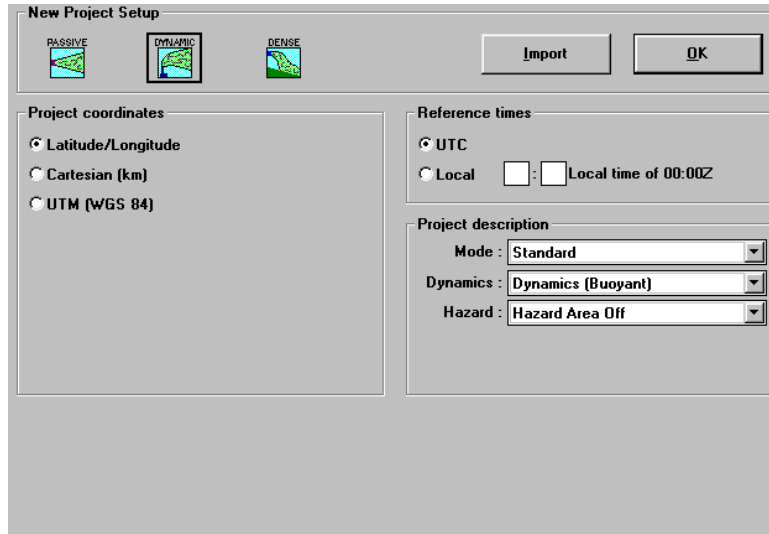 New Project Setup
PASSIVE
DYNAMIC
DENSE
Import
OK
Project coordinates
Latitude/Longitude
Cartesian (km)
UTM (WGS 84)
Reference times
UTC
Local : Local time of 00:00Z
Project description
Mode : Standard
Dynamics : Dynamics (Buoyant)
Hazard : Hazard Area Off